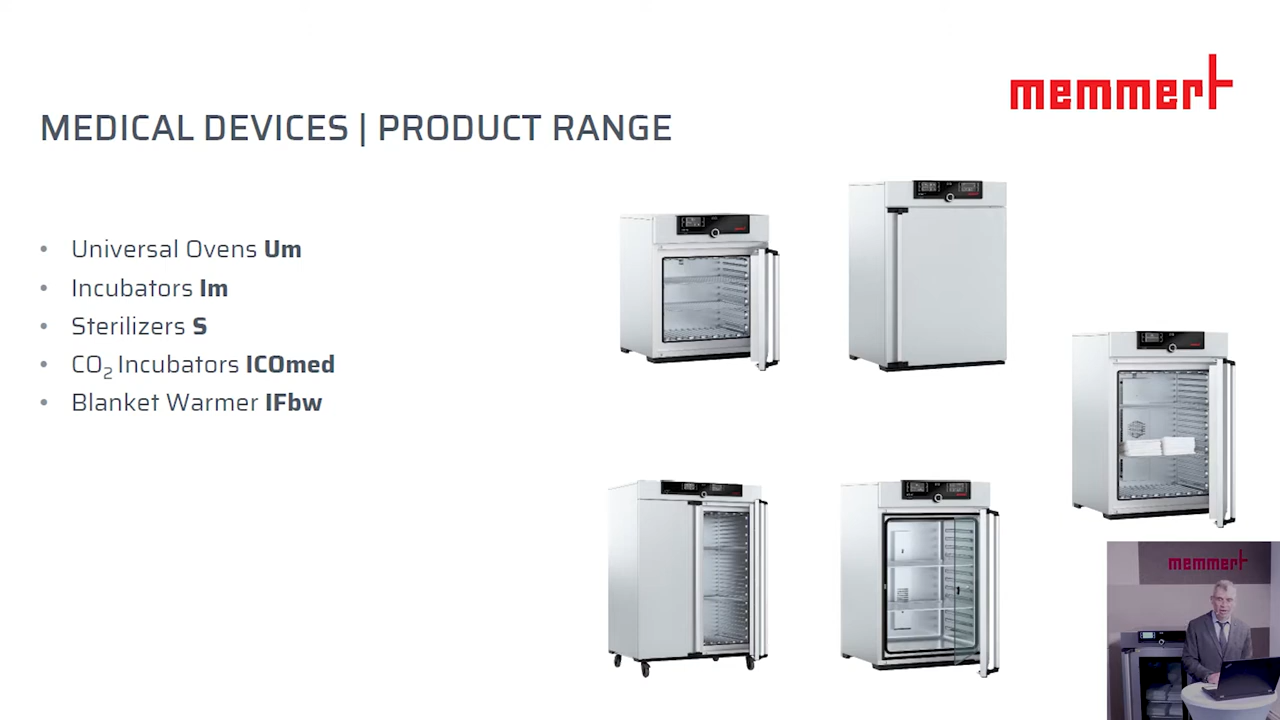 memmert
MEDICAL DEVICES | PRODUCT RANGE
• Universal Ovens Um
• Incubators Im
• Sterilizers S
• CO₂ Incubators ICOmed
• Blanket Warmer IFbw
memmert